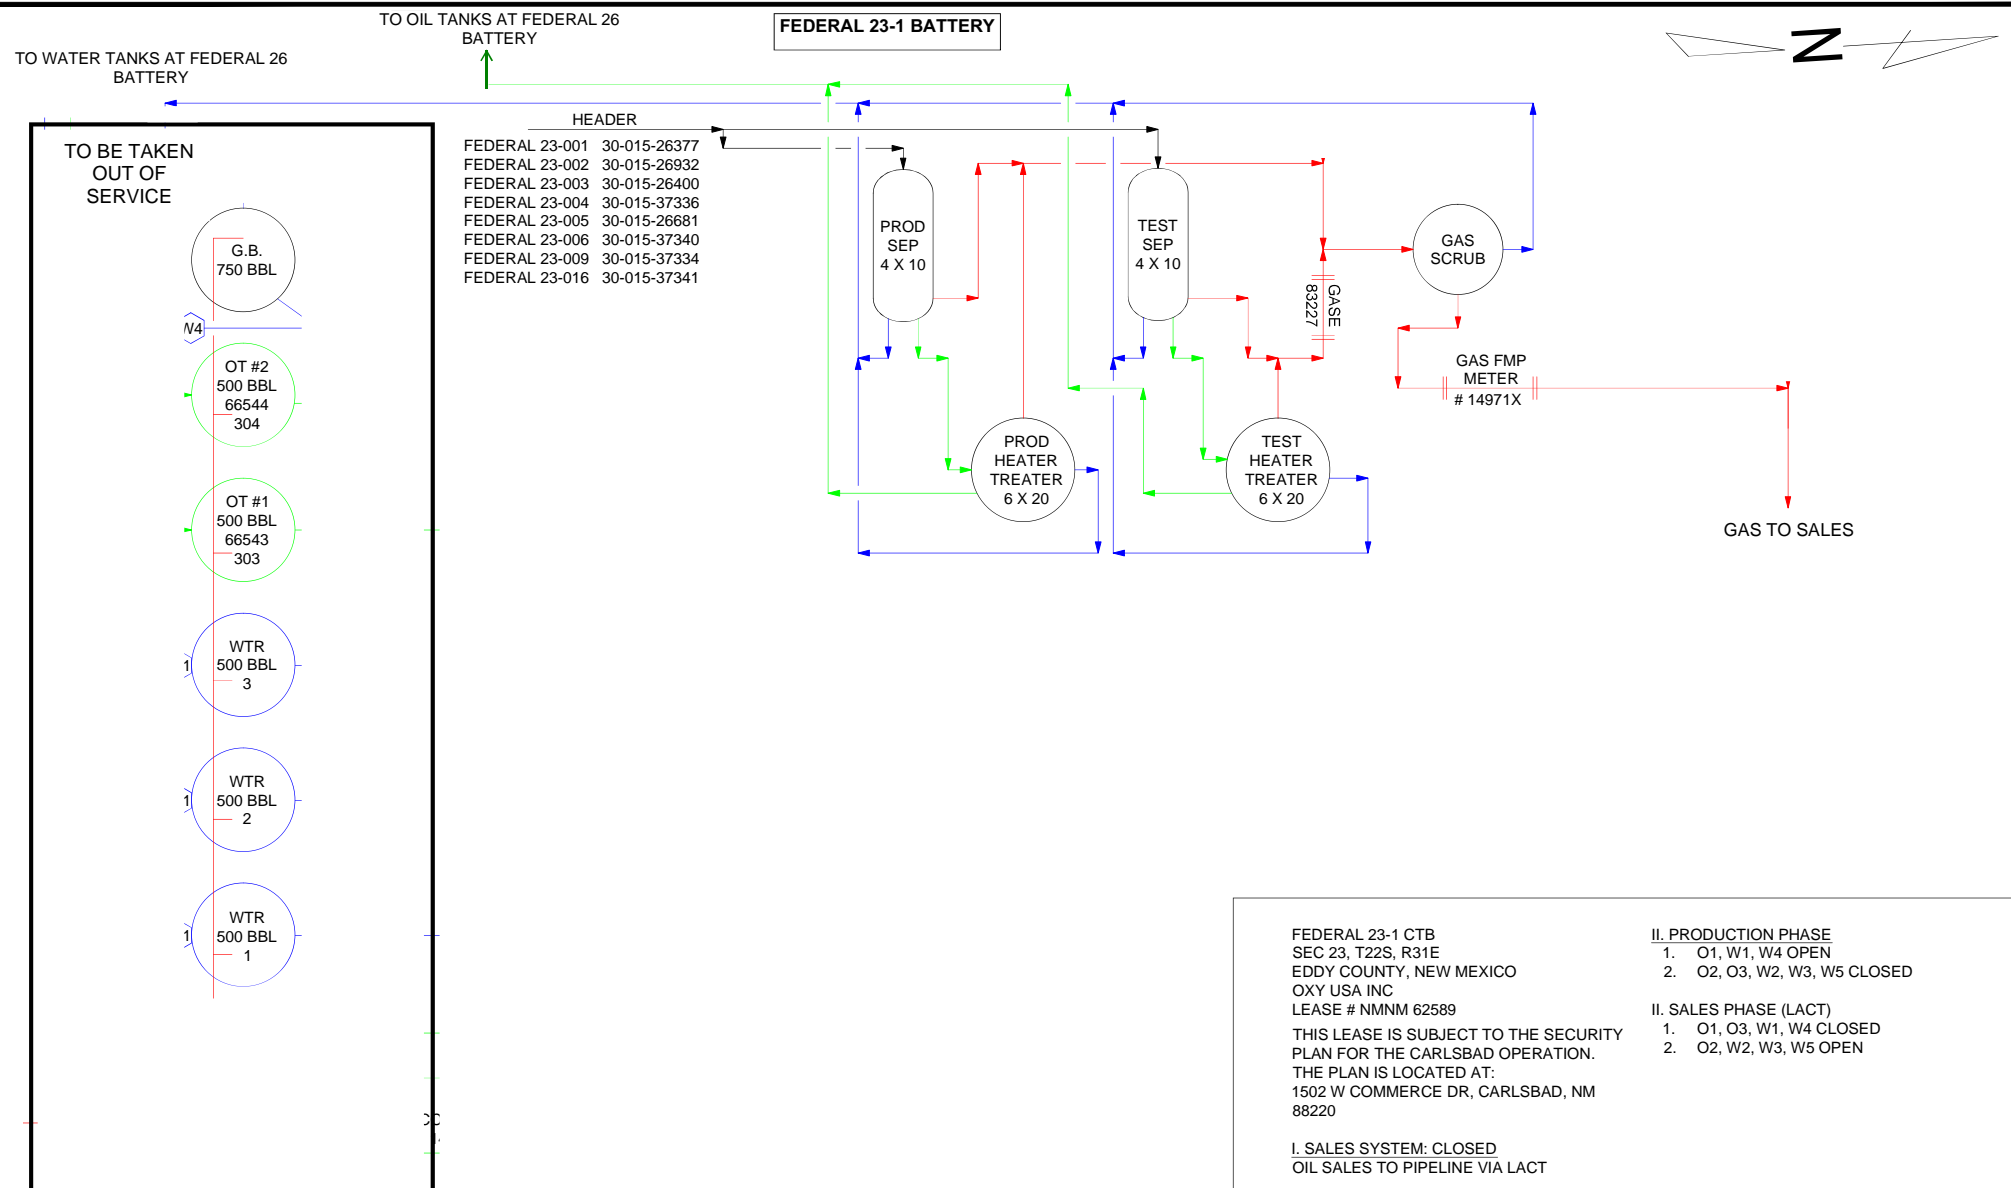 TO OIL TANKS AT FEDERAL 26
BATTERY
FEDERAL 23-1 BATTERY
N
TO WATER TANKS AT FEDERAL 26
BATTERY
TO BE TAKEN
OUT OF
SERVICE
G.B.
750 BBL
W4
OT #2
500 BBL
66544
304
OT #1
500 BBL
66543
303
WTR
500 BBL
3
1
WTR
500 BBL
2
1
WTR
500 BBL
1
1
HEADER
FEDERAL 23-001 30-015-26377
FEDERAL 23-002 30-015-26932
FEDERAL 23-003 30-015-26400
FEDERAL 23-004 30-015-37336
FEDERAL 23-005 30-015-26681
FEDERAL 23-006 30-015-37340
FEDERAL 23-009 30-015-37334
FEDERAL 23-016 30-015-37341
PROD
SEP
4 X 10
TEST
SEP
4 X 10
GAS
SCRUB
GASE
83227
GAS FMP
METER
# 14971X
PROD
HEATER
TREATER
6 X 20
TEST
HEATER
TREATER
6 X 20
GAS TO SALES
FEDERAL 23-1 CTB
SEC 23, T22S, R31E
EDDY COUNTY, NEW MEXICO
OXY USA INC
LEASE # NMNM 62589
THIS LEASE IS SUBJECT TO THE SECURITY
PLAN FOR THE CARLSBAD OPERATION.
THE PLAN IS LOCATED AT:
1502 W COMMERCE DR, CARLSBAD, NM
88220
I. SALES SYSTEM: CLOSED
OIL SALES TO PIPELINE VIA LACT
II. PRODUCTION PHASE
1. O1, W1, W4 OPEN
2. O2, O3, W2, W3, W5 CLOSED
II. SALES PHASE (LACT)
1. O1, O3, W1, W4 CLOSED
2. O2, W2, W3, W5 OPEN